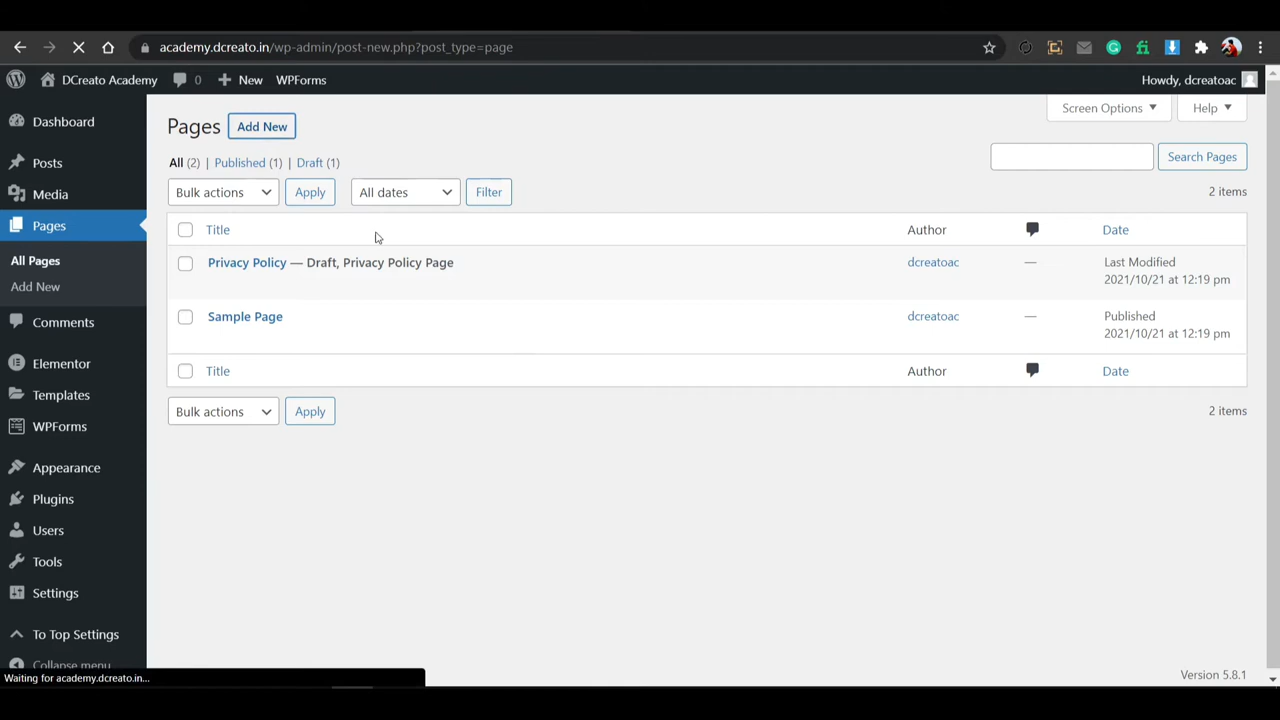 academy.dcreato.in/wp-admin/post-new.php?post_type=page
DCreato Academy 0 New WPForms Howdy, dcreatoac
Screen Options Help
Dashboard
Posts
Media
Pages
All Pages
Add New
Comments
Elementor
Templates
WPForms
Appearance
Plugins
Users
Tools
Settings
To Top Settings
Collapse menu
Pages Add New
All (2) | Published (1) | Draft (1)
Search Pages
Bulk actions Apply All dates Filter 2 items
Title Author Date
Privacy Policy — Draft, Privacy Policy Page dcreatoac — Last Modified
2021/10/21 at 12:19 pm
Sample Page dcreatoac — Published
2021/10/21 at 12:19 pm
Title Author Date
Bulk actions Apply 2 items
Version 5.8.1
Waiting for academy.dcreato.in...